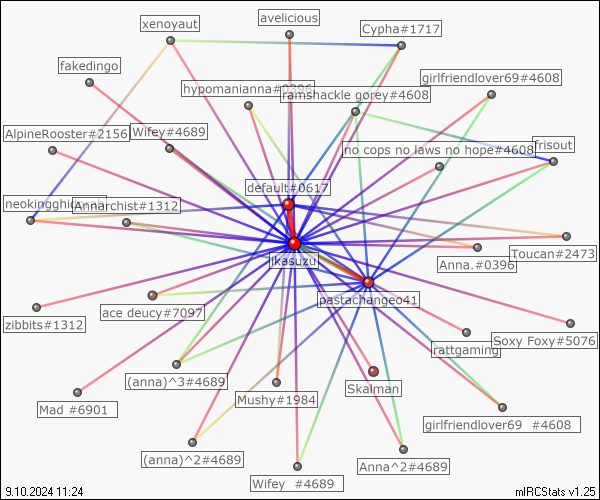 xenoyaut
avelicious
Cypha#1717
fakedingo
girlfriendlover69#4608
hypomanianna#0396
ramshackle gorey#4608
AlpineRooster#2156
Wifey#4689
no cops no laws no hope#4608
frisout
default#0617
Annarchist#1312
ikasuzu
Anna.#0396
Toucan#2473
pastachangeo41
zibbits#1312
ace deucy#7097
rattgaming
Soxy Foxy#5076
(anna)^3#4689
Skalman
Mad #6901
Mushy#1984
girlfriendlover69 #4608
(anna)^2#4689
Anna^2#4689
Wifey #4689
9.10.2024 11:24
mIRCStats v1.25